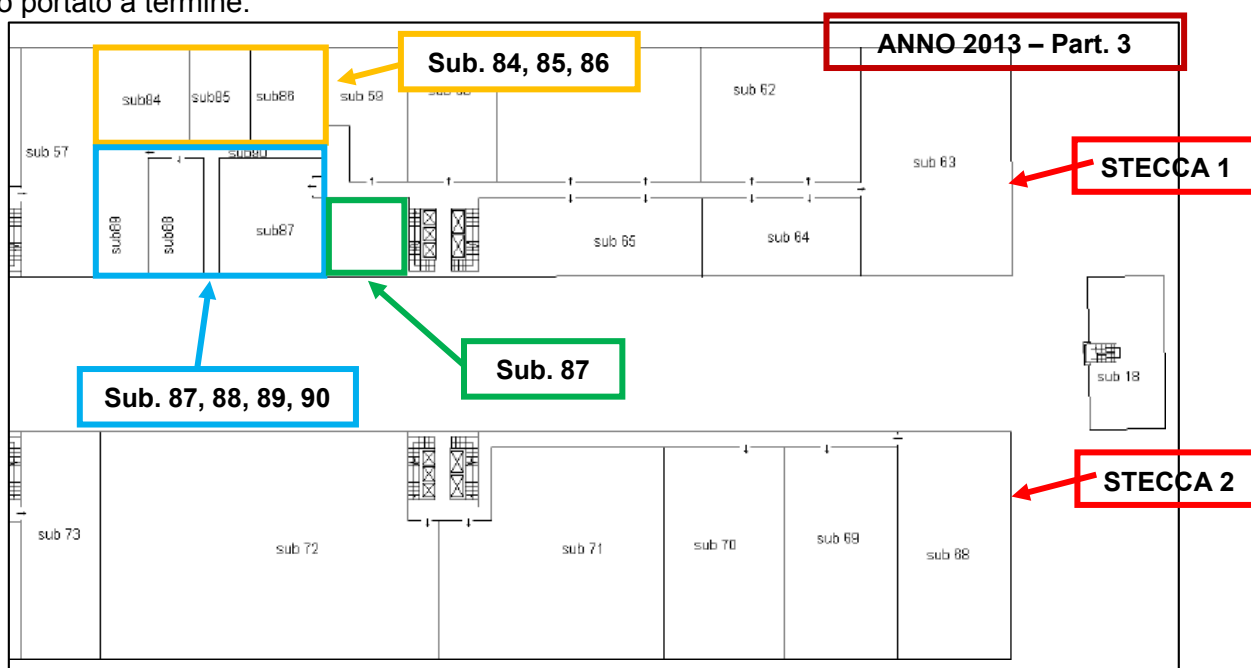 o portato a termine.
ANNO 2013 – Part. 3
Sub. 84, 85, 86
sub84
sub85
sub86
sub 59
sub 62
sub 57
sub90
sub 63
STECCA 1
sub89
sub88
sub87
sub 65
sub 64
Sub. 87, 88, 89, 90
Sub. 87
sub 18
STECCA 2
sub 73
sub 72
sub 71
sub 70
sub 69
sub 68